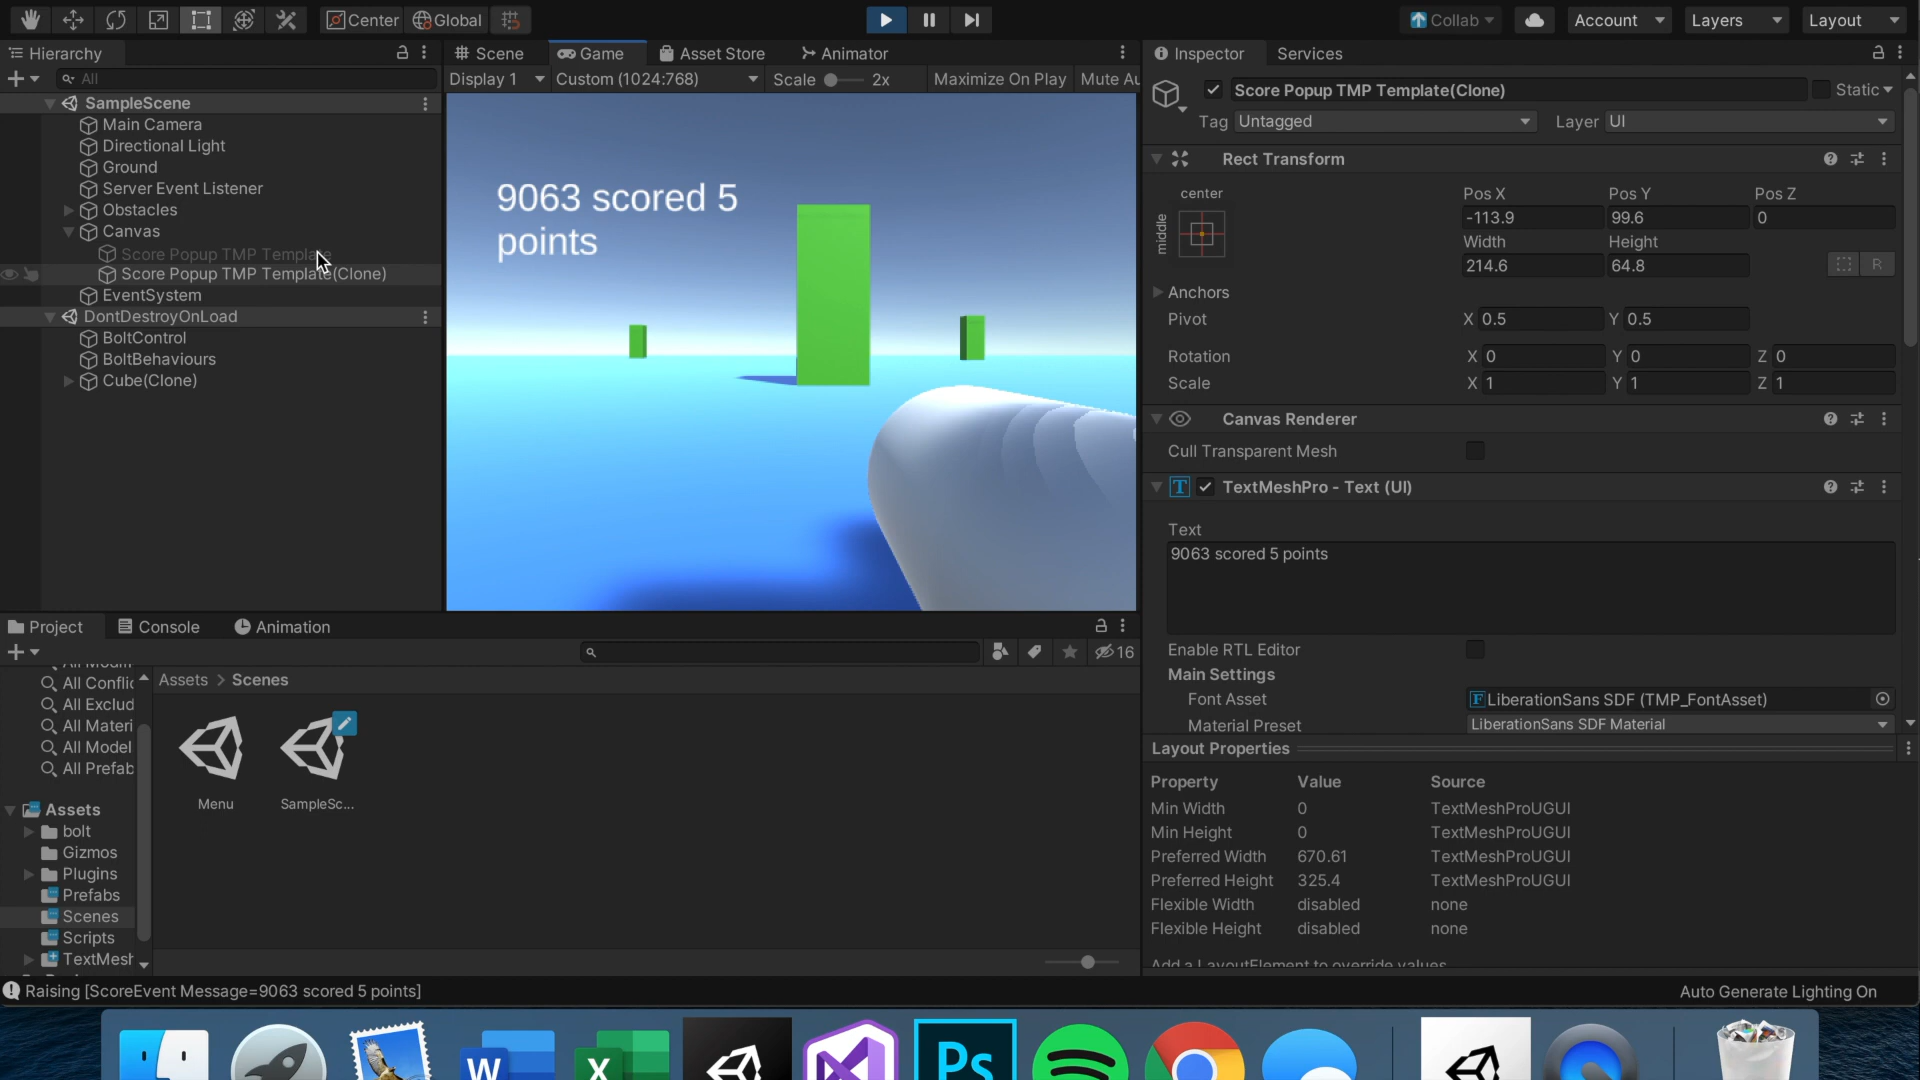 Center
Global
Collab
Account
Layers
Layout
Hierarchy
Scene
Game
Asset Store
Animator
Inspector
Services
All
Display 1
Custom (1024:768)
Scale
2x
Maximize On Play
Mute Au
SampleScene
Main Camera
Directional Light
Ground
Server Event Listener
Obstacles
Canvas
Score Popup TMP Template
Score Popup TMP Template(Clone)
EventSystem
DontDestroyOnLoad
BoltControl
BoltBehaviours
Cube(Clone)
9063 scored 5
points
Score Popup TMP Template(Clone)
Static
Tag Untagged
Layer UI
Rect Transform
center
middle
Pos X Pos Y Pos Z
-113.9 99.6 0
Width Height
214.6 64.8
R
Anchors
Pivot X 0.5 Y 0.5
Rotation X 0 Y 0 Z 0
Scale X 1 Y 1 Z 1
Canvas Renderer
Cull Transparent Mesh
TextMeshPro - Text (UI)
Text
9063 scored 5 points
Enable RTL Editor
Main Settings
Font Asset
LiberationSans SDF (TMP_FontAsset)
Material Preset
LiberationSans SDF Material
Layout Properties
Property Value Source
Min Width 0 TextMeshProUGUI
Min Height 0 TextMeshProUGUI
Preferred Width 670.61 TextMeshProUGUI
Preferred Height 325.4 TextMeshProUGUI
Flexible Width disabled none
Flexible Height disabled none
Add a LayoutElement to override values
Project
Console
Animation
16
All Modifi
All Conflic
All Exclud
All Materi
All Model
All Prefab
Assets
bolt
Gizmos
Plugins
Prefabs
Scenes
Scripts
TextMesh
Assets > Scenes
Menu
SampleSc...
Raising [ScoreEvent Message=9063 scored 5 points]
Auto Generate Lighting On
W
X
Ps